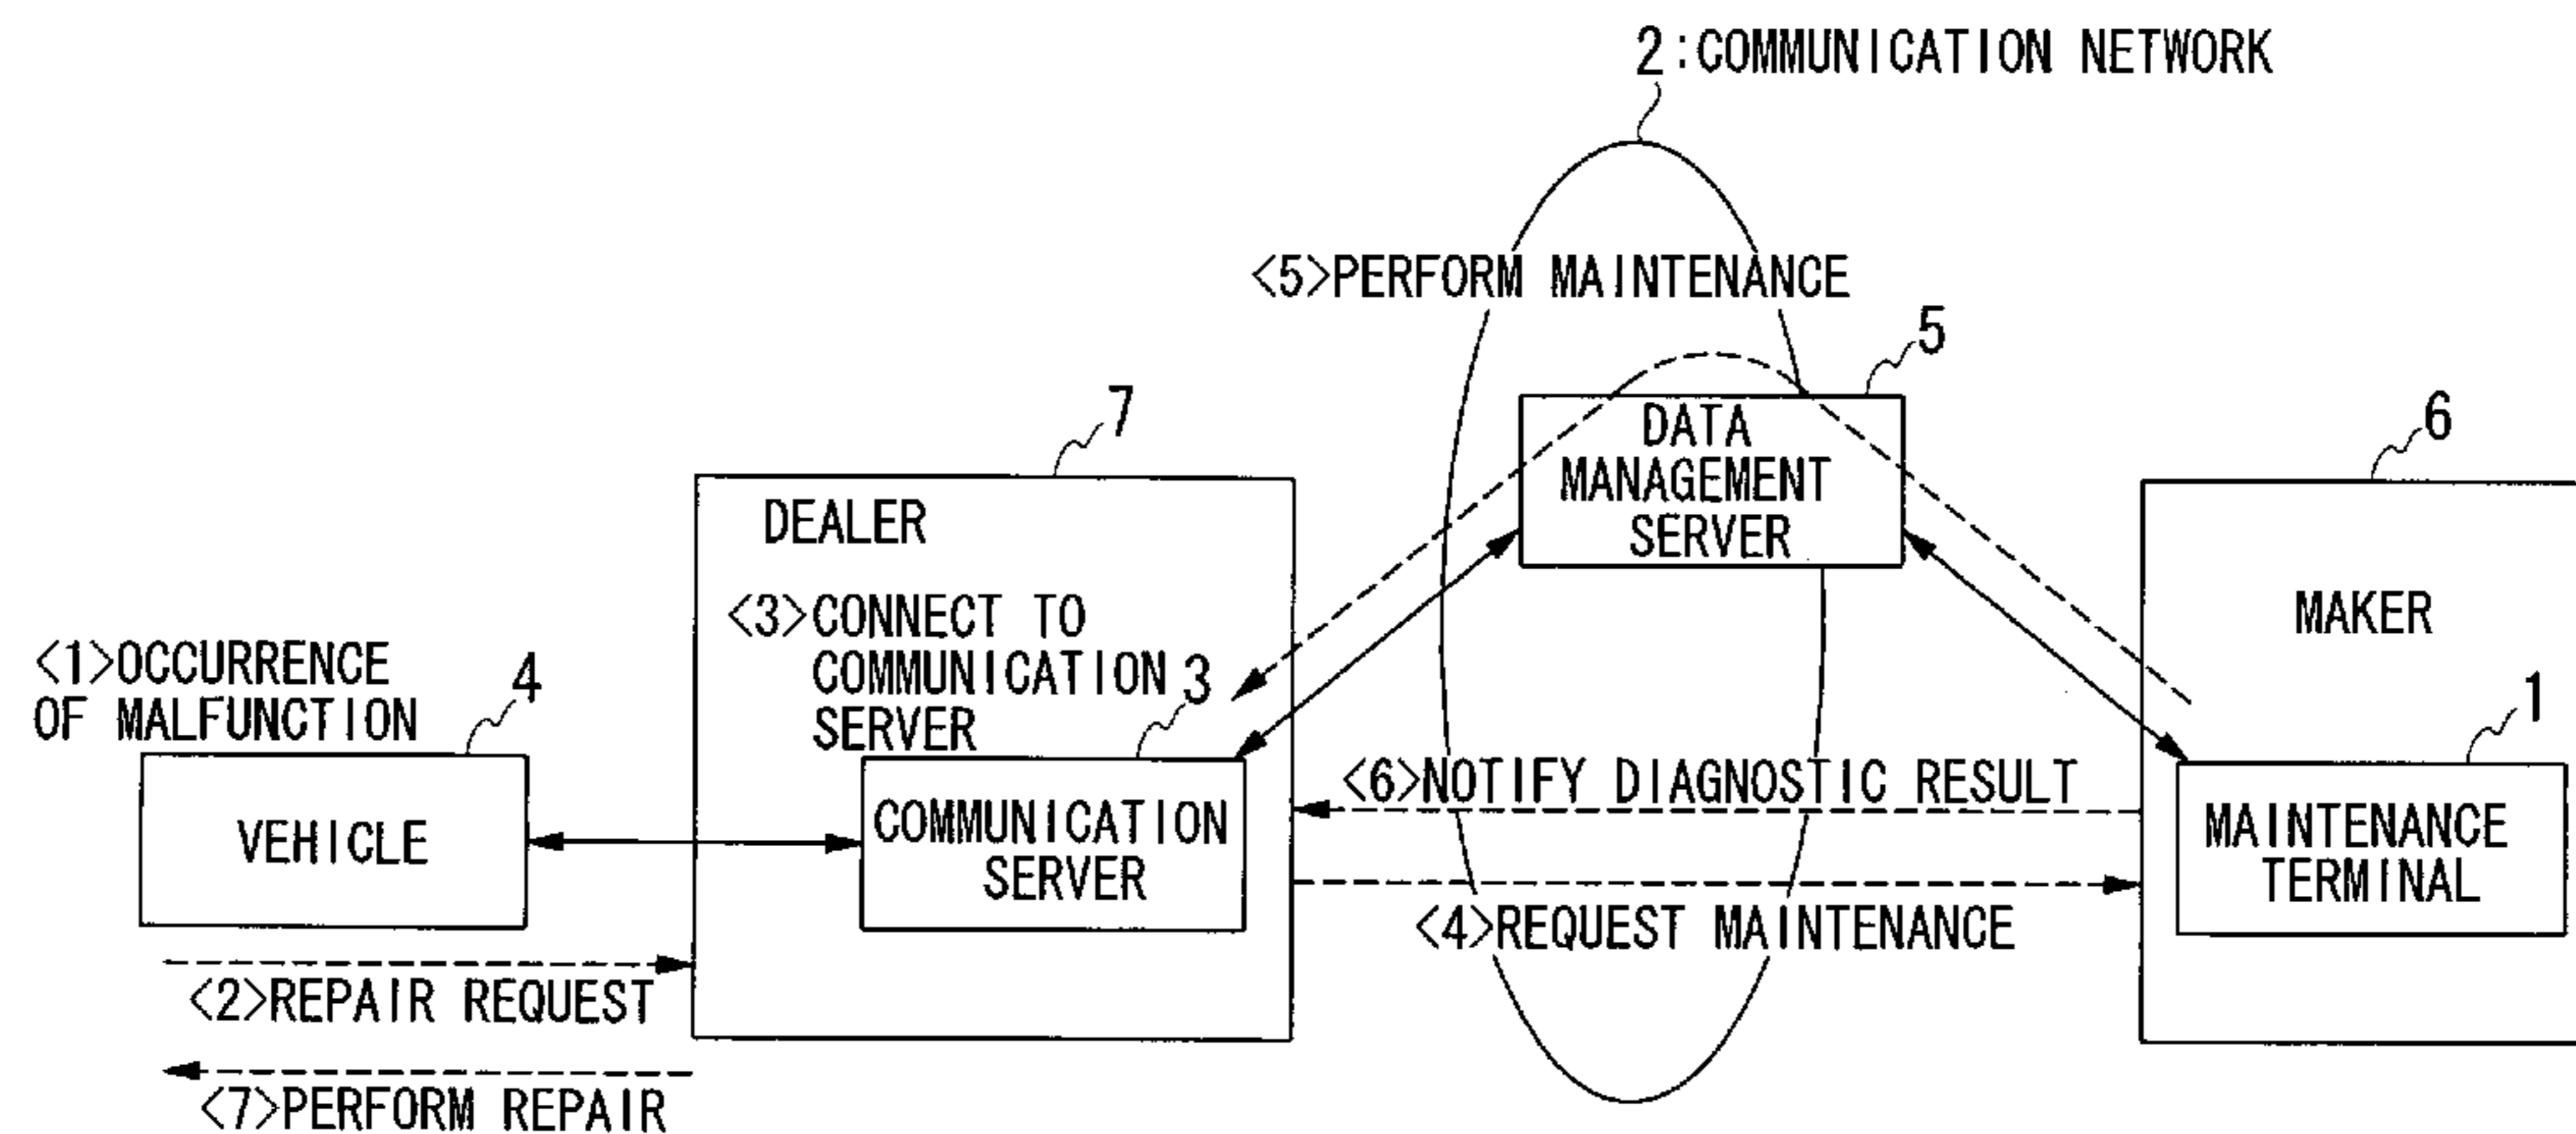 2:COMMUNICATION NETWORK
<5>PERFORM MAINTENANCE
5
7
6
DATA
MANAGEMENT
SERVER
DEALER
<3>CONNECT TO
COMMUNICATION
SERVER
3
MAKER
<1>OCCURRENCE
OF MALFUNCTION
4
1
VEHICLE
COMMUNICATION
SERVER
<6>NOTIFY DIAGNOSTIC RESULT
MAINTENANCE
TERMINAL
<4>REQUEST MAINTENANCE
<2>REPAIR REQUEST
<7>PERFORM REPAIR